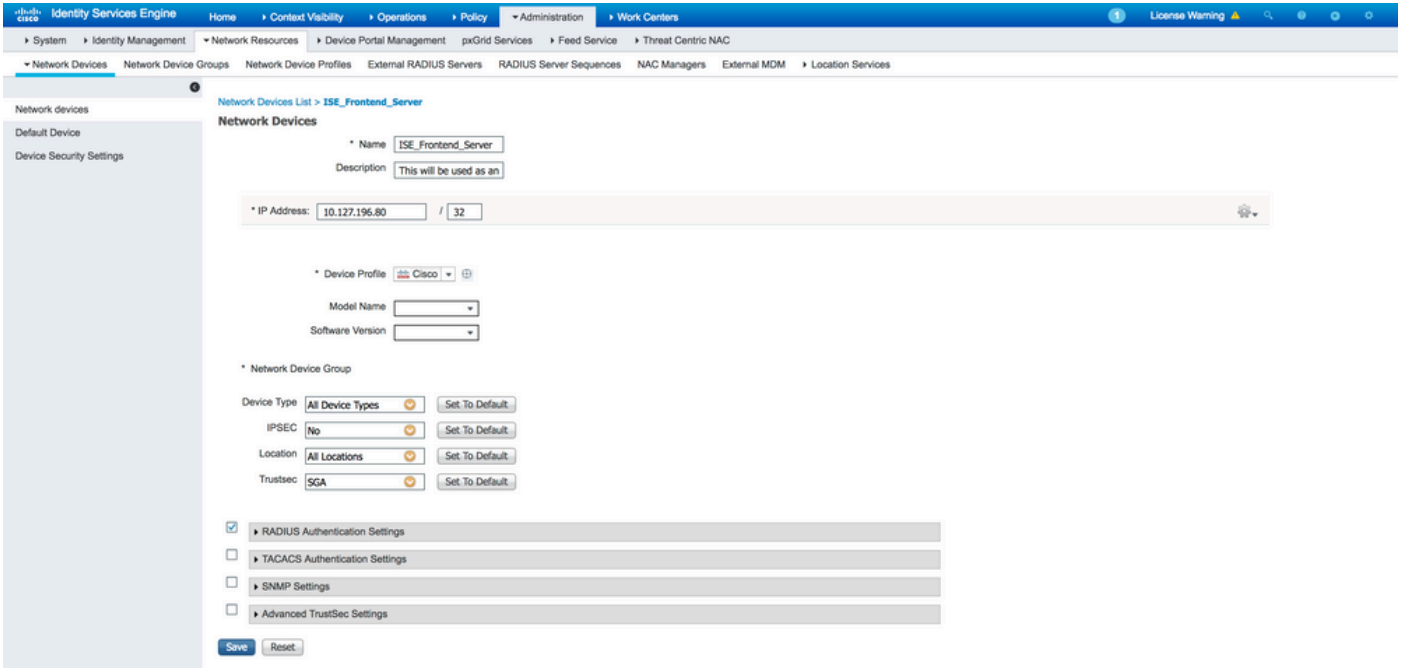 cisco Identity Services Engine Home Context Visibility Operations Policy Administration Work Centers 1 License Warning
System Identity Management Network Resources Device Portal Management pxGrid Services Feed Service Threat Centric NAC
Network Devices Network Device Groups Network Device Profiles External RADIUS Servers RADIUS Server Sequences NAC Managers External MDM Location Services
Network devices
Default Device
Device Security Settings
Network Devices List > ISE_Frontend_Server
Network Devices
* Name ISE_Frontend_Server
Description This will be used as an
* IP Address: 10.127.196.80 / 32
* Device Profile Cisco
Model Name
Software Version
* Network Device Group
Device Type All Device Types Set To Default
IPSEC No Set To Default
Location All Locations Set To Default
Trustsec SGA Set To Default
RADIUS Authentication Settings
TACACS Authentication Settings
SNMP Settings
Advanced TrustSec Settings
Save Reset